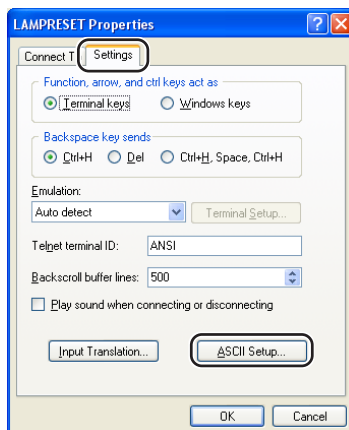 LAMPRESET Properties
Connect T Settings
Function, arrow, and ctrl keys act as
Terminal keys Windows keys
Backspace key sends
Ctrl+H Del Ctrl+H, Space, Ctrl+H
Emulation:
Auto detect Terminal Setup...
Telnet terminal ID: ANSI
Backscroll buffer lines: 500
Play sound when connecting or disconnecting
Input Translation... ASCII Setup...
OK Cancel